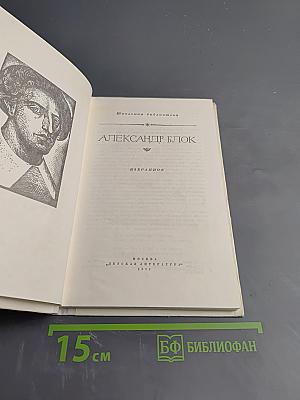 Школьная библиотека
АЛЕКСАНДР БЛОК
ИЗБРАННОЕ
МОСКВА
"ДЕТСКАЯ ЛИТЕРАТУРА"
15 см
БФ БИБЛИОФАН